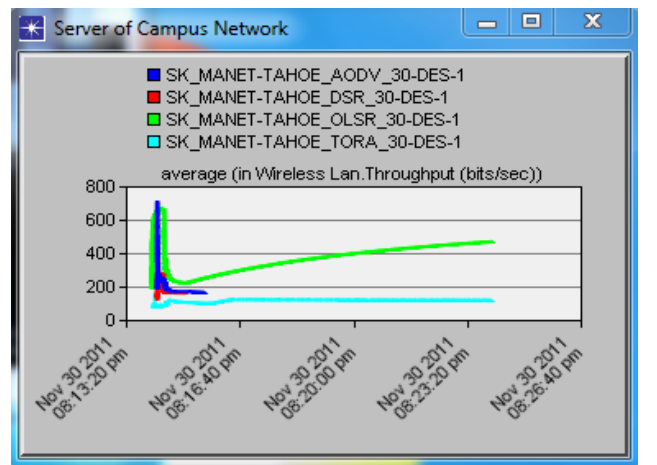 Server of Campus Network
SK_MANET-TAHOE_AODV_30-DES-1
SK_MANET-TAHOE_DSR_30-DES-1
SK_MANET-TAHOE_OLSR_30-DES-1
SK_MANET-TAHOE_TORA_30-DES-1
average (in Wireless Lan.Throughput (bits/sec))
800
600
400
200
0
Nov 30 2011
08:13:20 pm
Nov 30 2011
08:16:40 pm
Nov 30 2011
08:20:00 pm
Nov 30 2011
08:23:20 pm
Nov 30 2011
08:26:40 pm